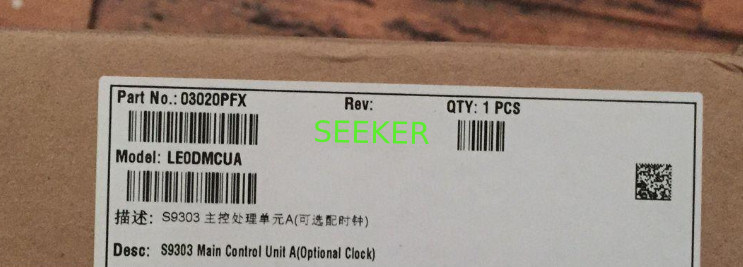 Part No.: 03020PFX Rev: QTY: 1 PCS
SEEKER
Model: LE0DMCUA
描述: S9303 主控处理单元A(可选配时钟)
Desc: S9303 Main Control Unit A(Optional Clock)